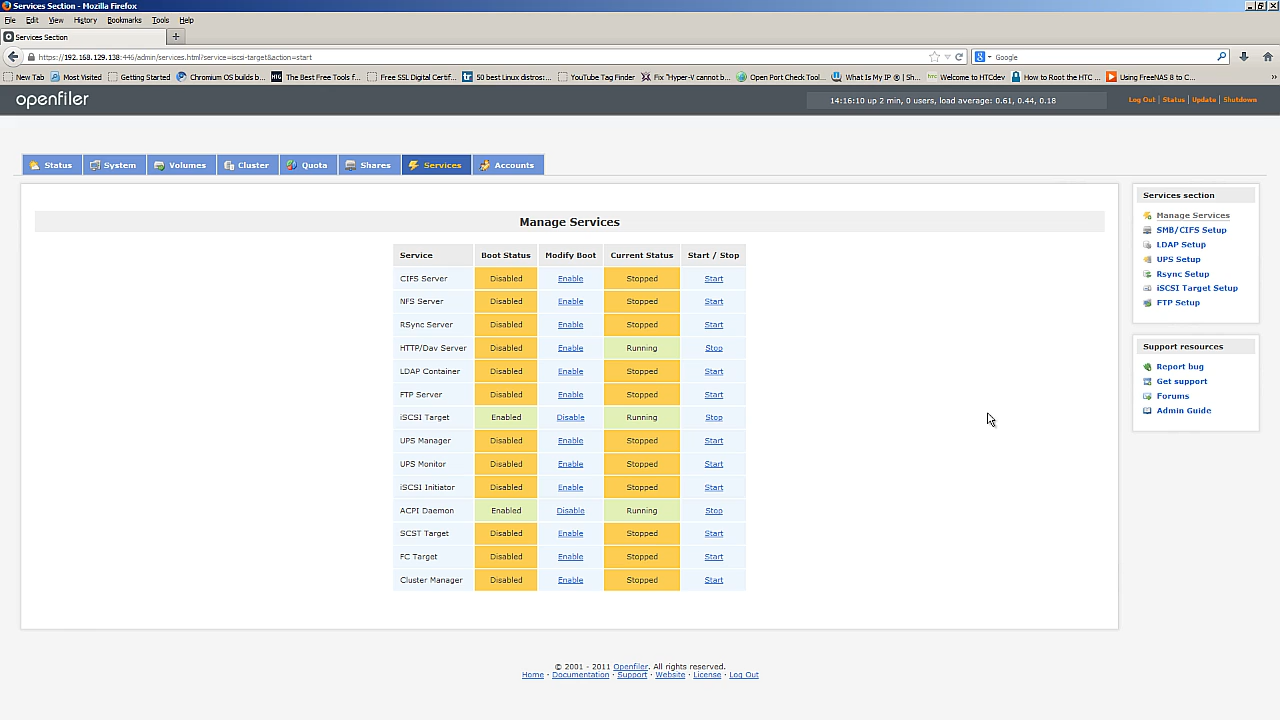 Services Section - Mozilla Firefox
File Edit View History Bookmarks Tools Help
Services Section
https://192.168.129.138:446/admin/services.html?service=iscsi-target&action=start
Google
New Tab Most Visited Getting Started Chromium OS builds b... The Best Free Tools f... Free SSL Digital Certif... 50 best Linux distros:... YouTube Tag Finder Fix "Hyper-V cannot b... Open Port Check Tool... What Is My IP ® | Sh... Welcome to HTCdev How to Root the HTC ... Using FreeNAS 8 to C...
openfiler
14:16:10 up 2 min, 0 users, load average: 0.61, 0.44, 0.18
Log Out | Status | Update | Shutdown
Status System Volumes Cluster Quota Shares Services Accounts
Manage Services
Service Boot Status Modify Boot Current Status Start / Stop
CIFS Server Disabled Enable Stopped Start
NFS Server Disabled Enable Stopped Start
RSync Server Disabled Enable Stopped Start
HTTP/Dav Server Disabled Enable Running Stop
LDAP Container Disabled Enable Stopped Start
FTP Server Disabled Enable Stopped Start
iSCSI Target Enabled Disable Running Stop
UPS Manager Disabled Enable Stopped Start
UPS Monitor Disabled Enable Stopped Start
iSCSI Initiator Disabled Enable Stopped Start
ACPI Daemon Enabled Disable Running Stop
SCST Target Disabled Enable Stopped Start
FC Target Disabled Enable Stopped Start
Cluster Manager Disabled Enable Stopped Start
Services section
Manage Services
SMB/CIFS Setup
LDAP Setup
UPS Setup
Rsync Setup
iSCSI Target Setup
FTP Setup
Support resources
Report bug
Get support
Forums
Admin Guide
© 2001 - 2011 Openfiler. All rights reserved.
Home · Documentation · Support · Website · License · Log Out